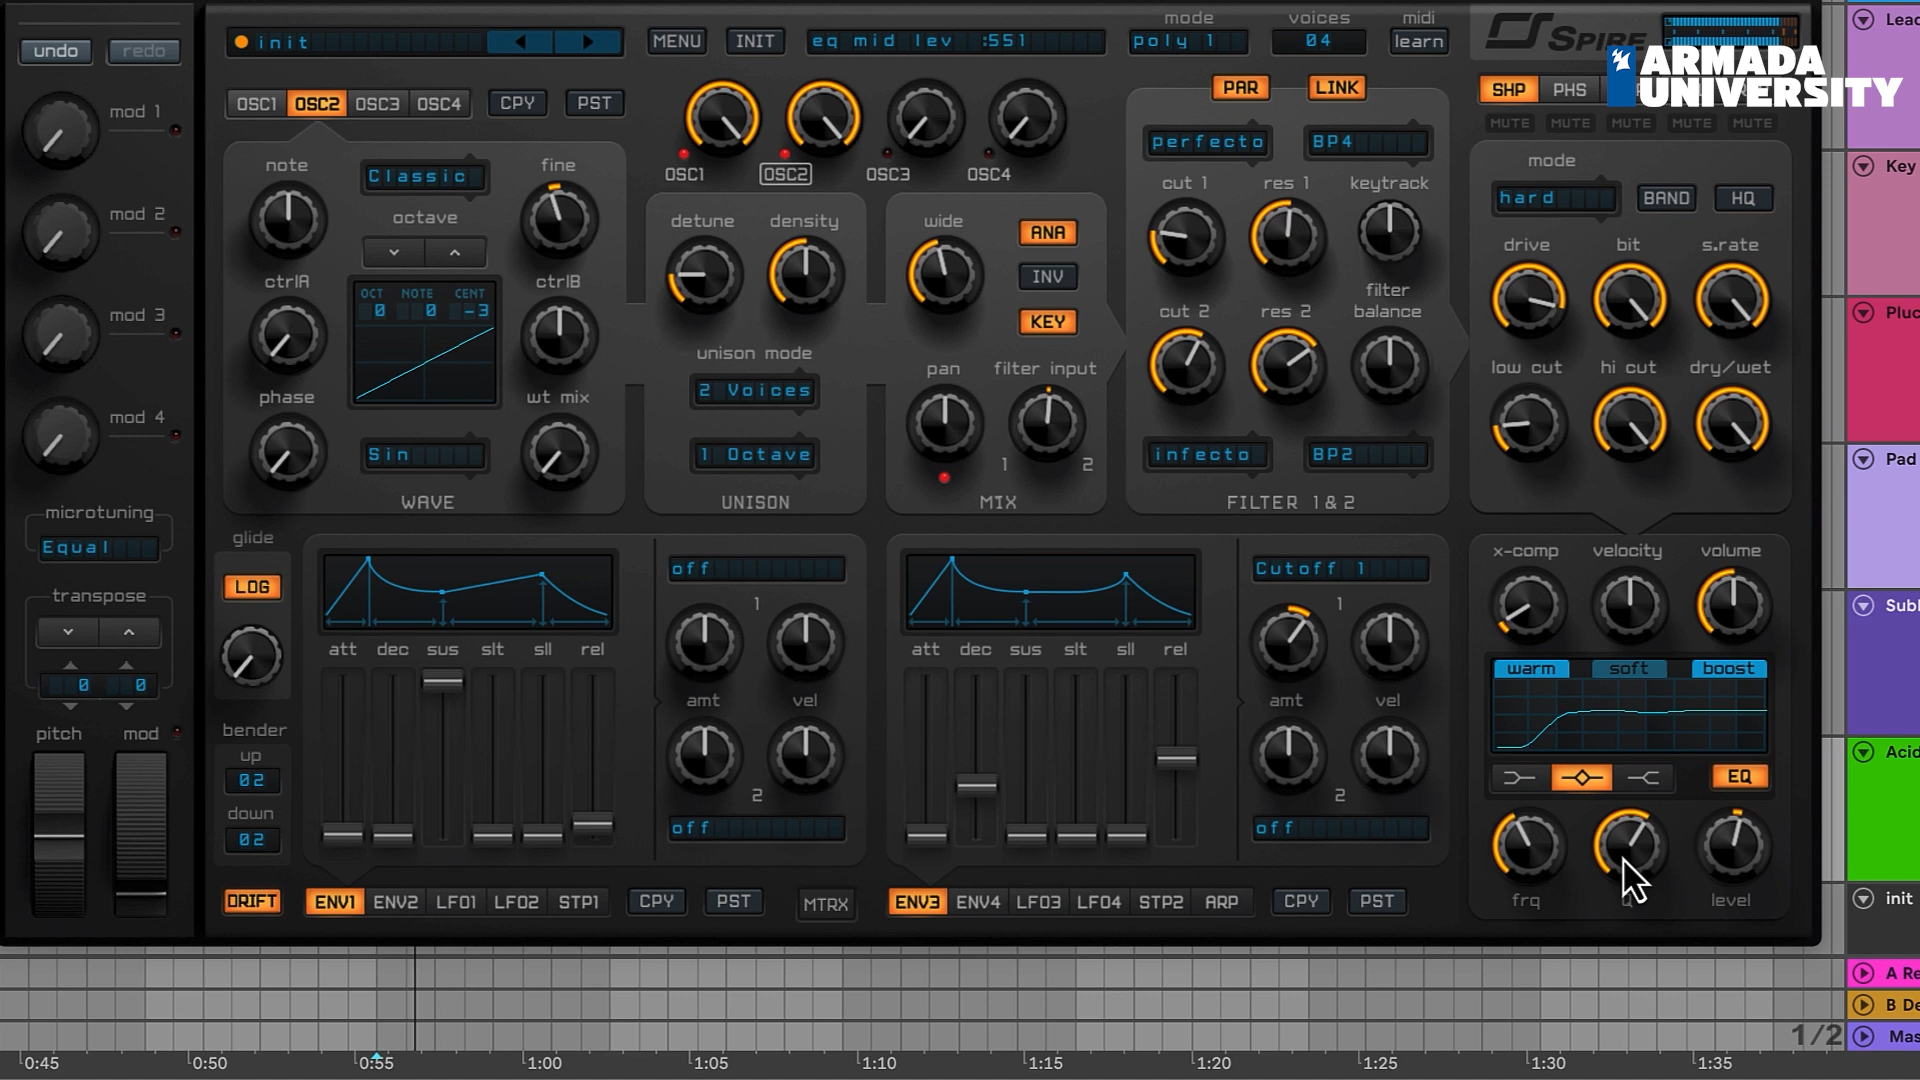 undo redo
mod 1
mod 2
mod 3
mod 4
microtuning
Equal
transpose
0 0
pitch mod
init
MENU INIT
eq mid lev :551
mode
poly 1
voices
04
midi
learn
SPIRE
ARMADA
UNIVERSITY
OSC1 OSC2 OSC3 OSC4 CPY PST
note
Classic
fine
octave
ctrlA
ctrlB
OCT NOTE CENT
0 0 -3
phase
Sin
wt mix
WAVE
OSC1 OSC2 OSC3 OSC4
detune density
unison mode
2 Voices
1 Octave
UNISON
wide
ANA
INV
KEY
pan filter input
1 2
MIX
PAR LINK
perfecto BP4
cut 1 res 1 keytrack
cut 2 res 2 filter
balance
infecto BP2
FILTER 1&2
SHP PHS
MUTE MUTE MUTE MUTE MUTE
mode
hard BAND HQ
drive bit s.rate
low cut hi cut dry/wet
glide
LOG
bender
up
02
down
02
DRIFT
att dec sus slt sll rel
off
1
amt vel
2
off
ENV1 ENV2 LFO1 LFO2 STP1 CPY PST
MTRX
att dec sus slt sll rel
Cutoff 1
1
amt vel
2
off
ENV3 ENV4 LFO3 LFO4 STP2 ARP CPY PST
x-comp velocity volume
warm soft boost
EQ
frq level
Lead
Key
Pluc
Pad
Subl
Acid
init
A Re
B De
Mas
1/2
0:45 0:50 0:55 1:00 1:05 1:10 1:15 1:20 1:25 1:30 1:35